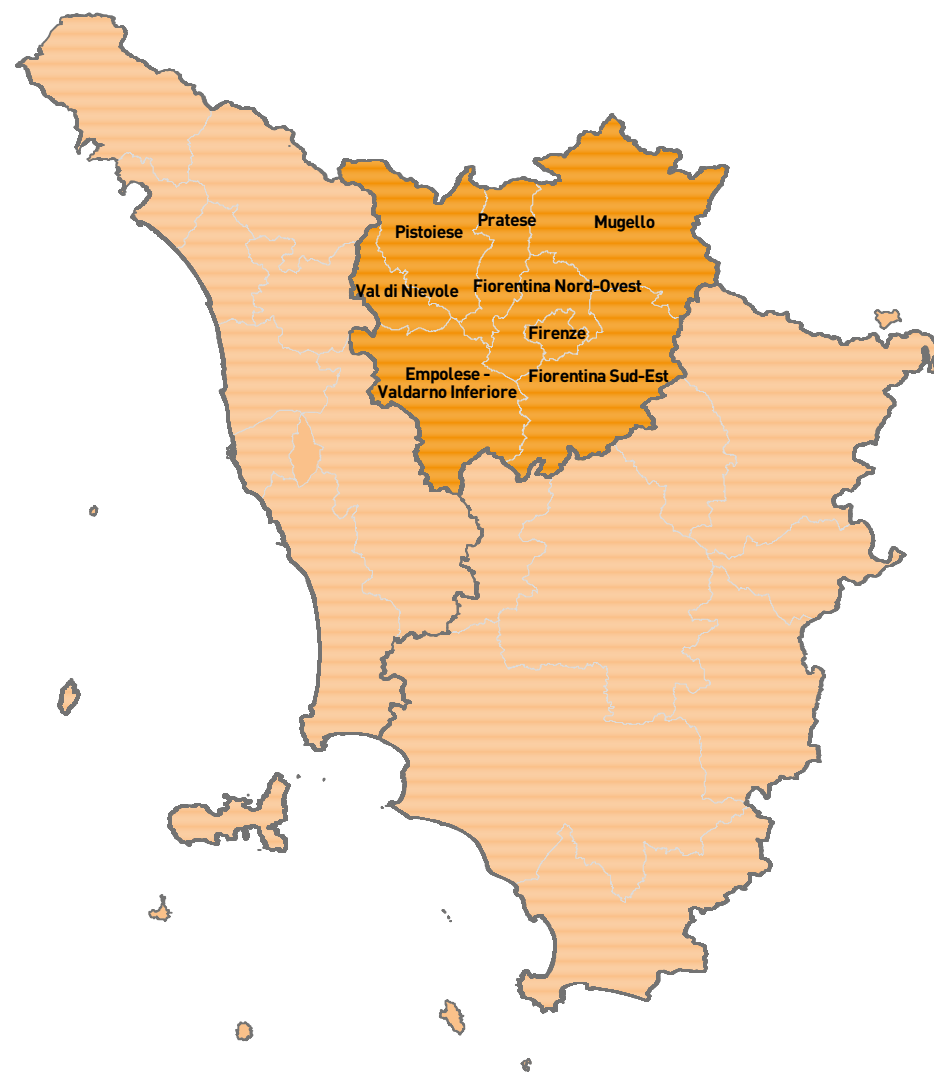 Pratese
Mugello
Pistoiese
Fiorentina Nord-Ovest
Val di Nievole
Firenze
Empolese -
Valdarno Inferiore
Fiorentina Sud-Est